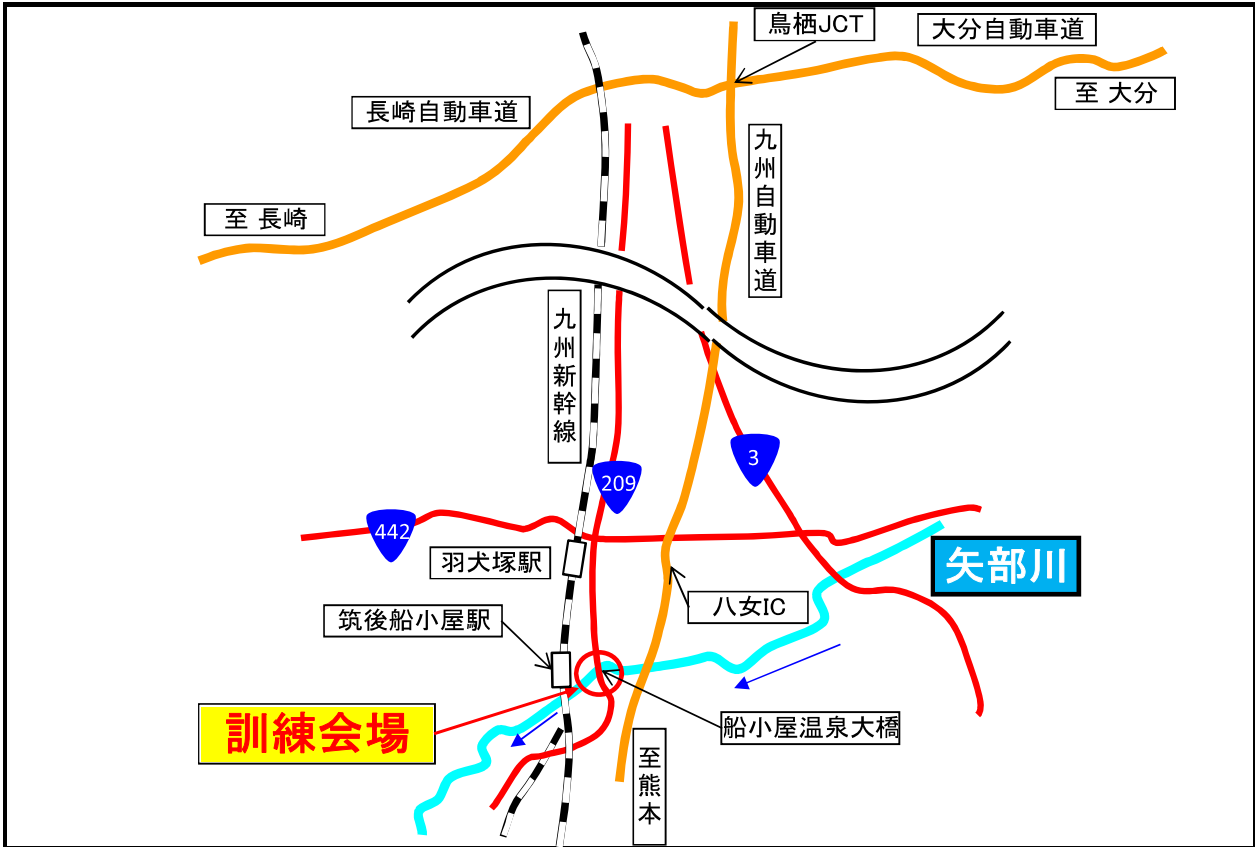 鳥栖JCT
大分自動車道
至 大分
長崎自動車道
九州自動車道
至 長崎
九州新幹線
3
209
442
羽犬塚駅
矢部川
八女IC
筑後船小屋駅
訓練会場
船小屋温泉大橋
至熊本